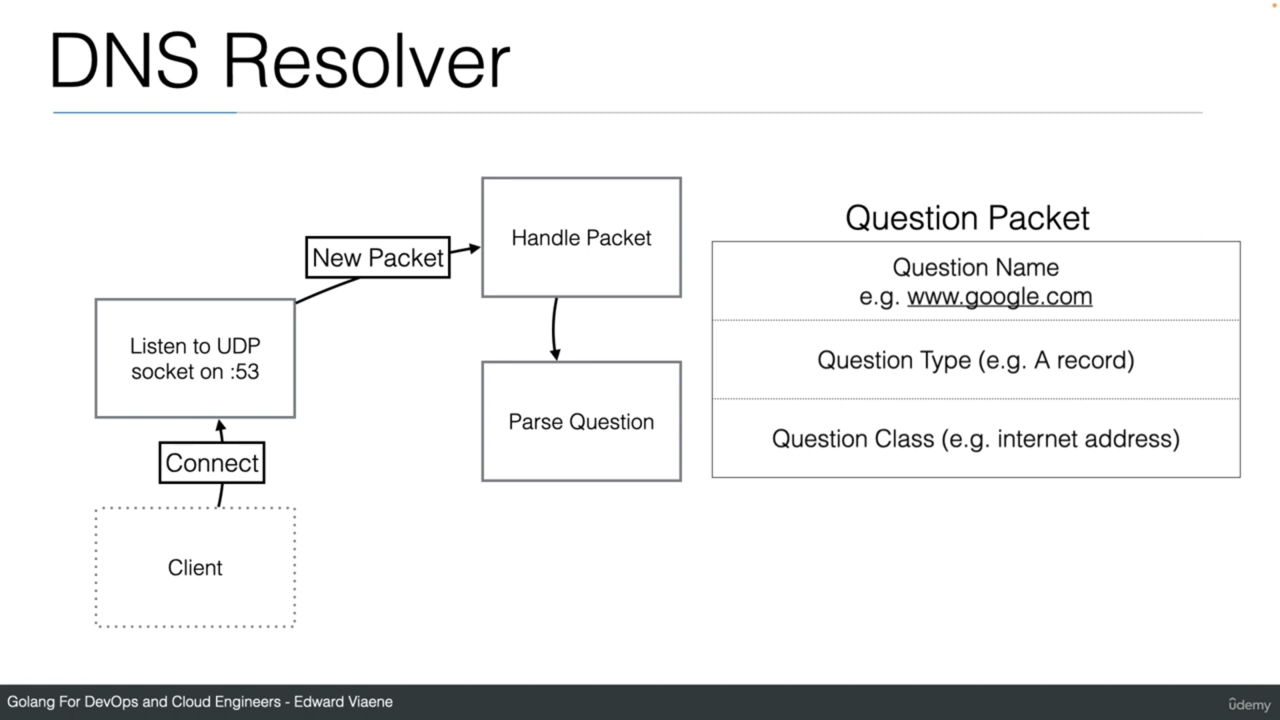 DNS Resolver
Handle Packet
New Packet
Listen to UDP
socket on :53
Parse Question
Connect
Client
Question Packet
Question Name
e.g. www.google.com
Question Type (e.g. A record)
Question Class (e.g. internet address)
Golang For DevOps and Cloud Engineers - Edward Viaene
ûdemy